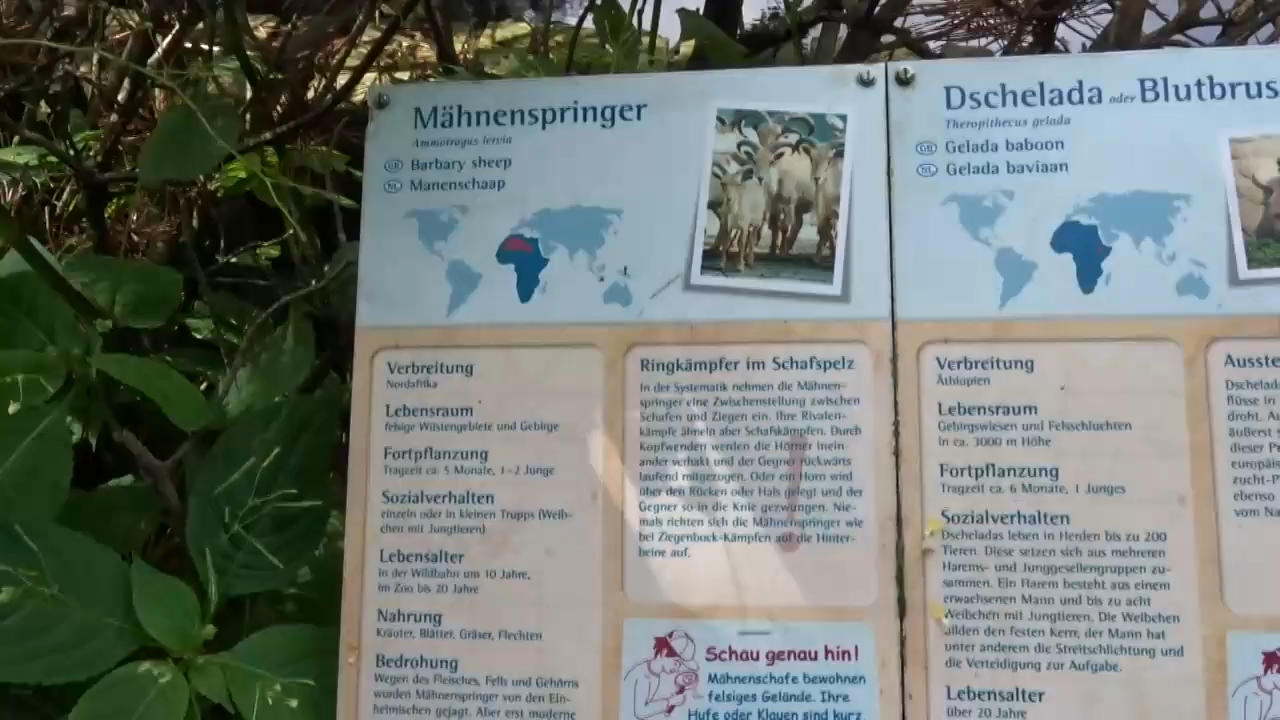 Mähnenspringer
Ammotragus lervia
GB Barbary sheep
NL Manenschaap
Verbreitung
Nordafrika
Lebensraum
felsige Wüstengebiete und Gebirge
Fortpflanzung
Tragzeit ca. 5 Monate, 1-2 Junge
Sozialverhalten
einzeln oder in kleinen Trupps (Weib-
chen mit Jungtieren)
Lebensalter
in der Wildbahn um 10 Jahre,
im Zoo bis 20 Jahre
Nahrung
Kräuter, Blätter, Gräser, Flechten
Bedrohung
Wegen des Fleisches, Fells und Gehörns
wurden Mähnenspringer von den Ein-
heimischen gejagt. Aber erst moderne
Ringkämpfer im Schafspelz
In der Systematik nehmen die Mähnen-
springer eine Zwischenstellung zwischen
Schafen und Ziegen ein. Ihre Rivalen-
kämpfe ähneln aber Schafskämpfen. Durch
Kopfwenden werden die Hörner inein-
ander verhakt und der Gegner rückwärts
laufend mitgezogen. Oder ein Horn wird
über den Rücken oder Hals gelegt und der
Gegner so in die Knie gezwungen. Nie-
mals richten sich die Mähnenspringer wie
bei Ziegenbock-Kämpfen auf die Hinter-
beine auf.
Schau genau hin!
Mähnenschafe bewohnen
felsiges Gelände. Ihre
Hufe oder Klauen sind kurz
Dschelada oder Blutbrus
Theropithecus gelada
GB Gelada baboon
NL Gelada baviaan
Verbreitung
Äthiopien
Lebensraum
Gebirgswiesen und Felsschluchten
in ca. 3000 m Höhe
Fortpflanzung
Tragzeit ca. 6 Monate, 1 Junges
Sozialverhalten
Dscheladas leben in Herden bis zu 200
Tieren. Diese setzen sich aus mehreren
Harems- und Junggesellengruppen zu-
sammen. Ein Harem besteht aus einem
erwachsenen Mann und bis zu acht
Weibchen mit Jungtieren. Die Weibchen
bilden den festen Kern, der Mann hat
unter anderem die Streitschlichtung und
die Verteidigung zur Aufgabe.
Lebensalter
über 20 Jahre
Ausste
Dschelad
flüsse in
droht. A
äußerst s
dieser Pr
europäis
zucht-P
ebenso
vom Na